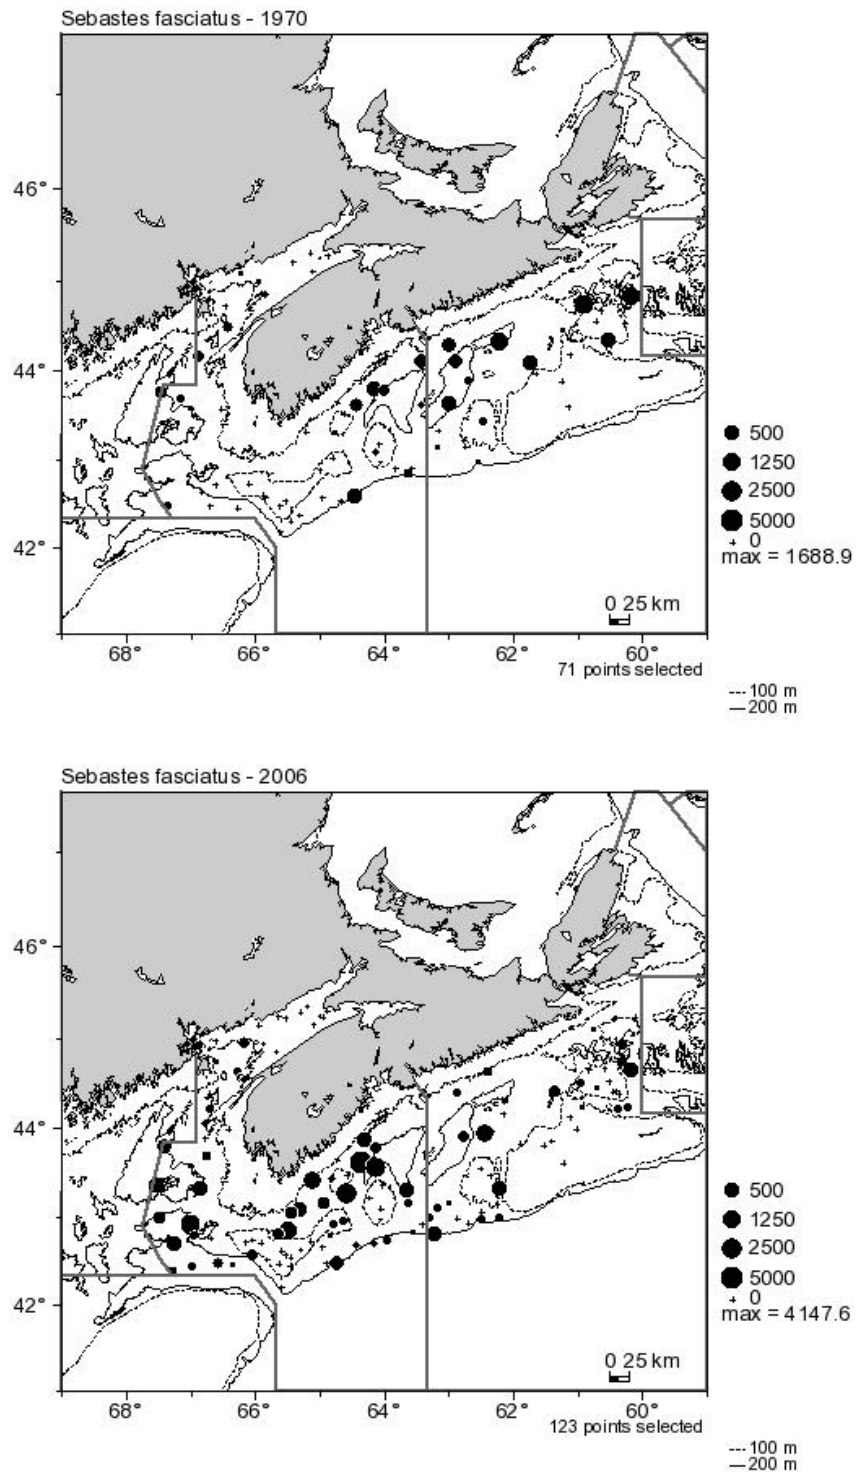 Sebastes fasciatus - 1970
46°
44°
42°
68°
66°
64°
62°
60°
500
1250
2500
5000
+ 0
max = 1688.9
0 25 km
71 points selected
--- 100 m
— 200 m
Sebastes fasciatus - 2006
46°
44°
42°
68°
66°
64°
62°
60°
500
1250
2500
5000
+ 0
max = 4147.6
0 25 km
123 points selected
--- 100 m
— 200 m